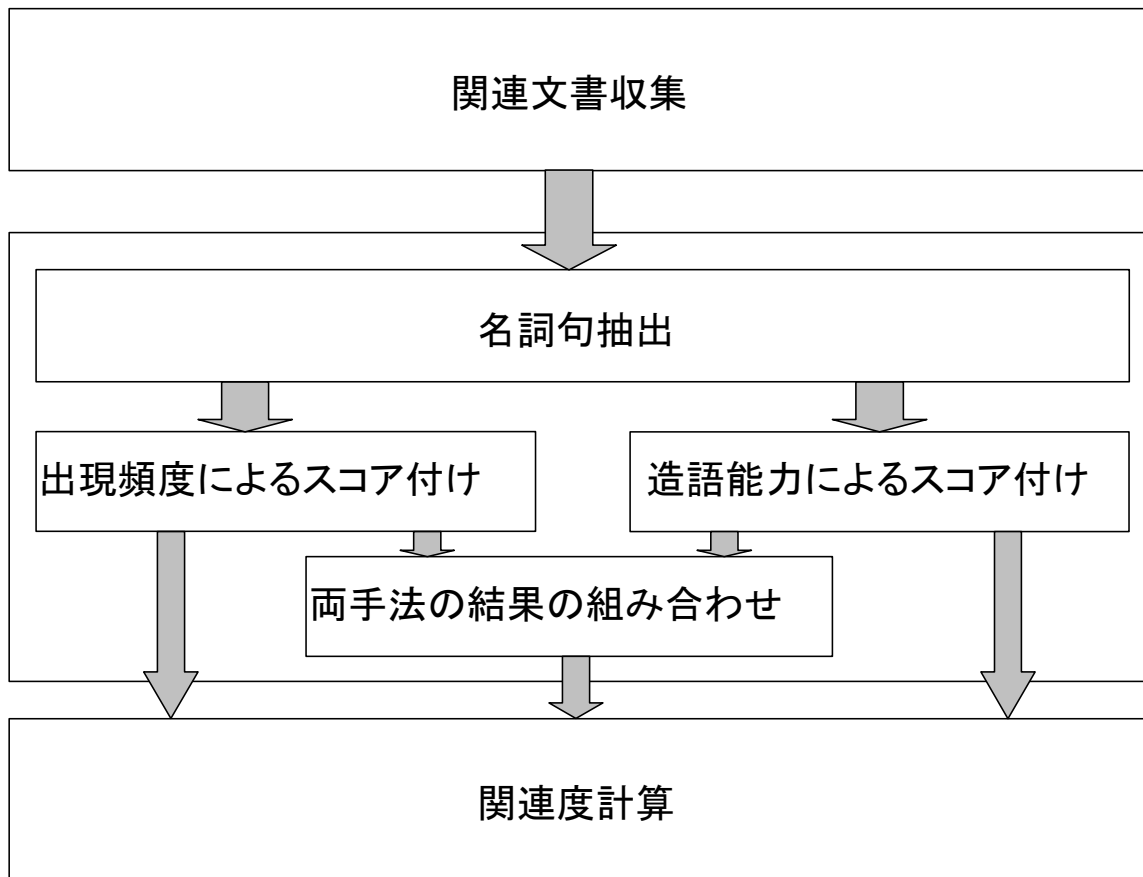 関連文書収集
名詞句抽出
出現頻度によるスコア付け
造語能力によるスコア付け
両手法の結果の組み合わせ
関連度計算